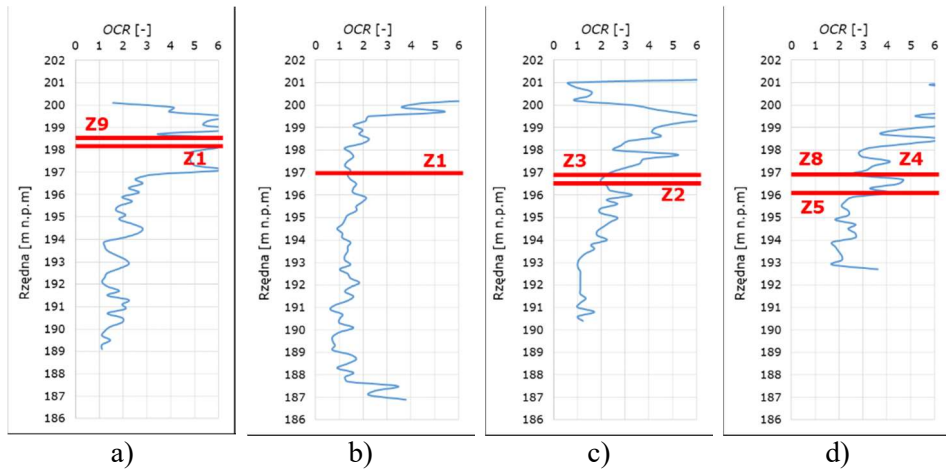 OCR [-]
0 1 2 3 4 5 6
202
201
200
199
198
197
196
195
194
193
192
191
190
189
188
187
186
Rzędna [m n.p.m]
Z9
Z1
a)
OCR [-]
0 1 2 3 4 5 6
202
201
200
199
198
197
196
195
194
193
192
191
190
189
188
187
186
Rzędna [m n.p.m]
Z1
b)
OCR [-]
0 1 2 3 4 5 6
202
201
200
199
198
197
196
195
194
193
192
191
190
189
188
187
186
Rzędna [m n.p.m]
Z3
Z2
c)
OCR [-]
0 1 2 3 4 5 6
202
201
200
199
198
197
196
195
194
193
192
191
190
189
188
187
186
Rzędna [m n.p.m]
Z8 Z4
Z5
d)